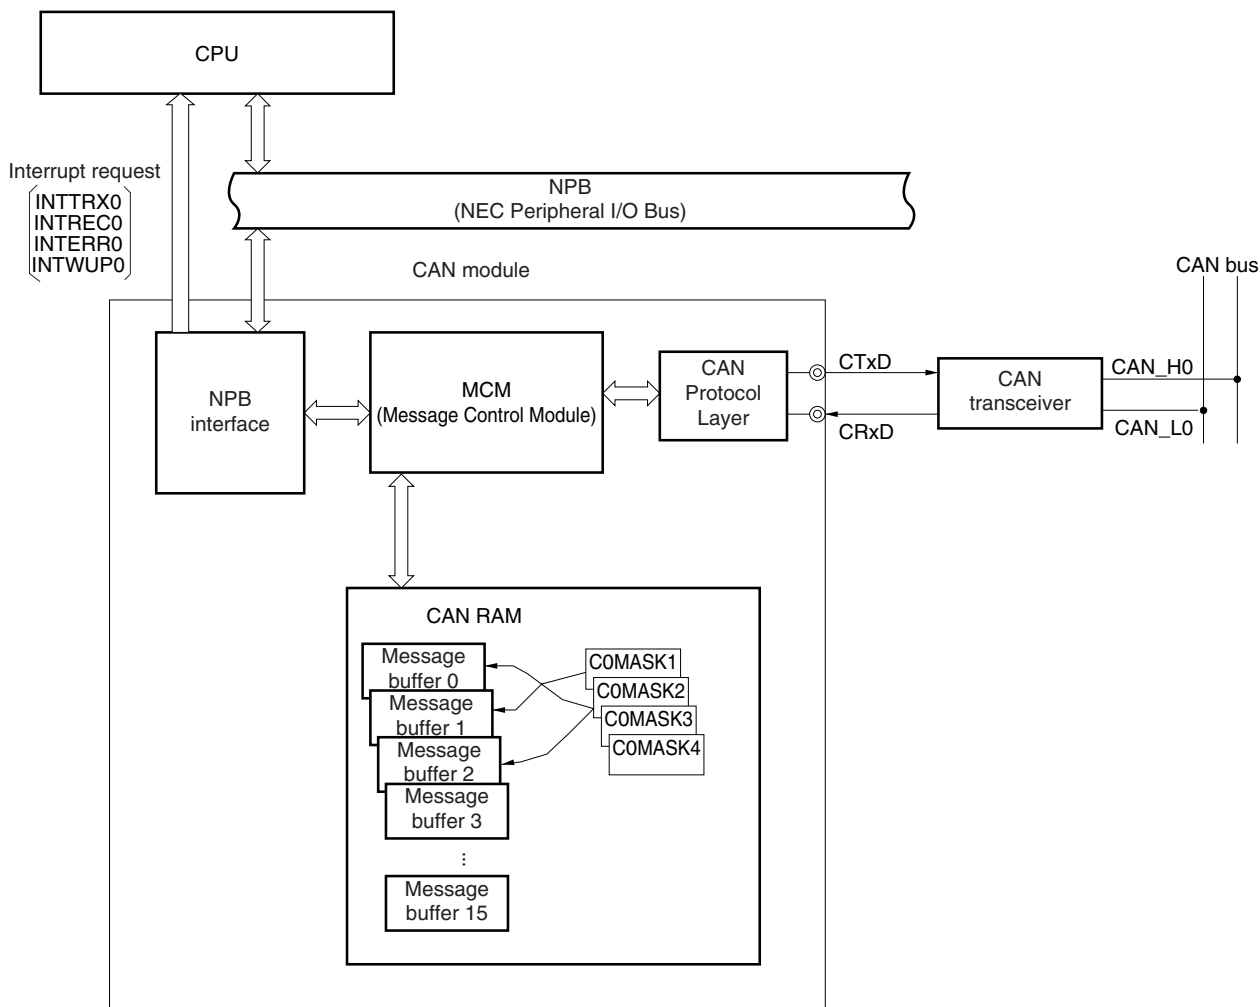 CPU
Interrupt request
INTTRX0
INTREC0
INTERR0
INTWUP0
NPB
(NEC Peripheral I/O Bus)
CAN module
CAN bus
NPB
interface
MCM
(Message Control Module)
CAN
Protocol
Layer
CTxD
CRxD
CAN
transceiver
CAN_H0
CAN_L0
CAN RAM
Message
buffer 0
Message
buffer 1
Message
buffer 2
Message
buffer 3
...
Message
buffer 15
C0MASK1
C0MASK2
C0MASK3
C0MASK4